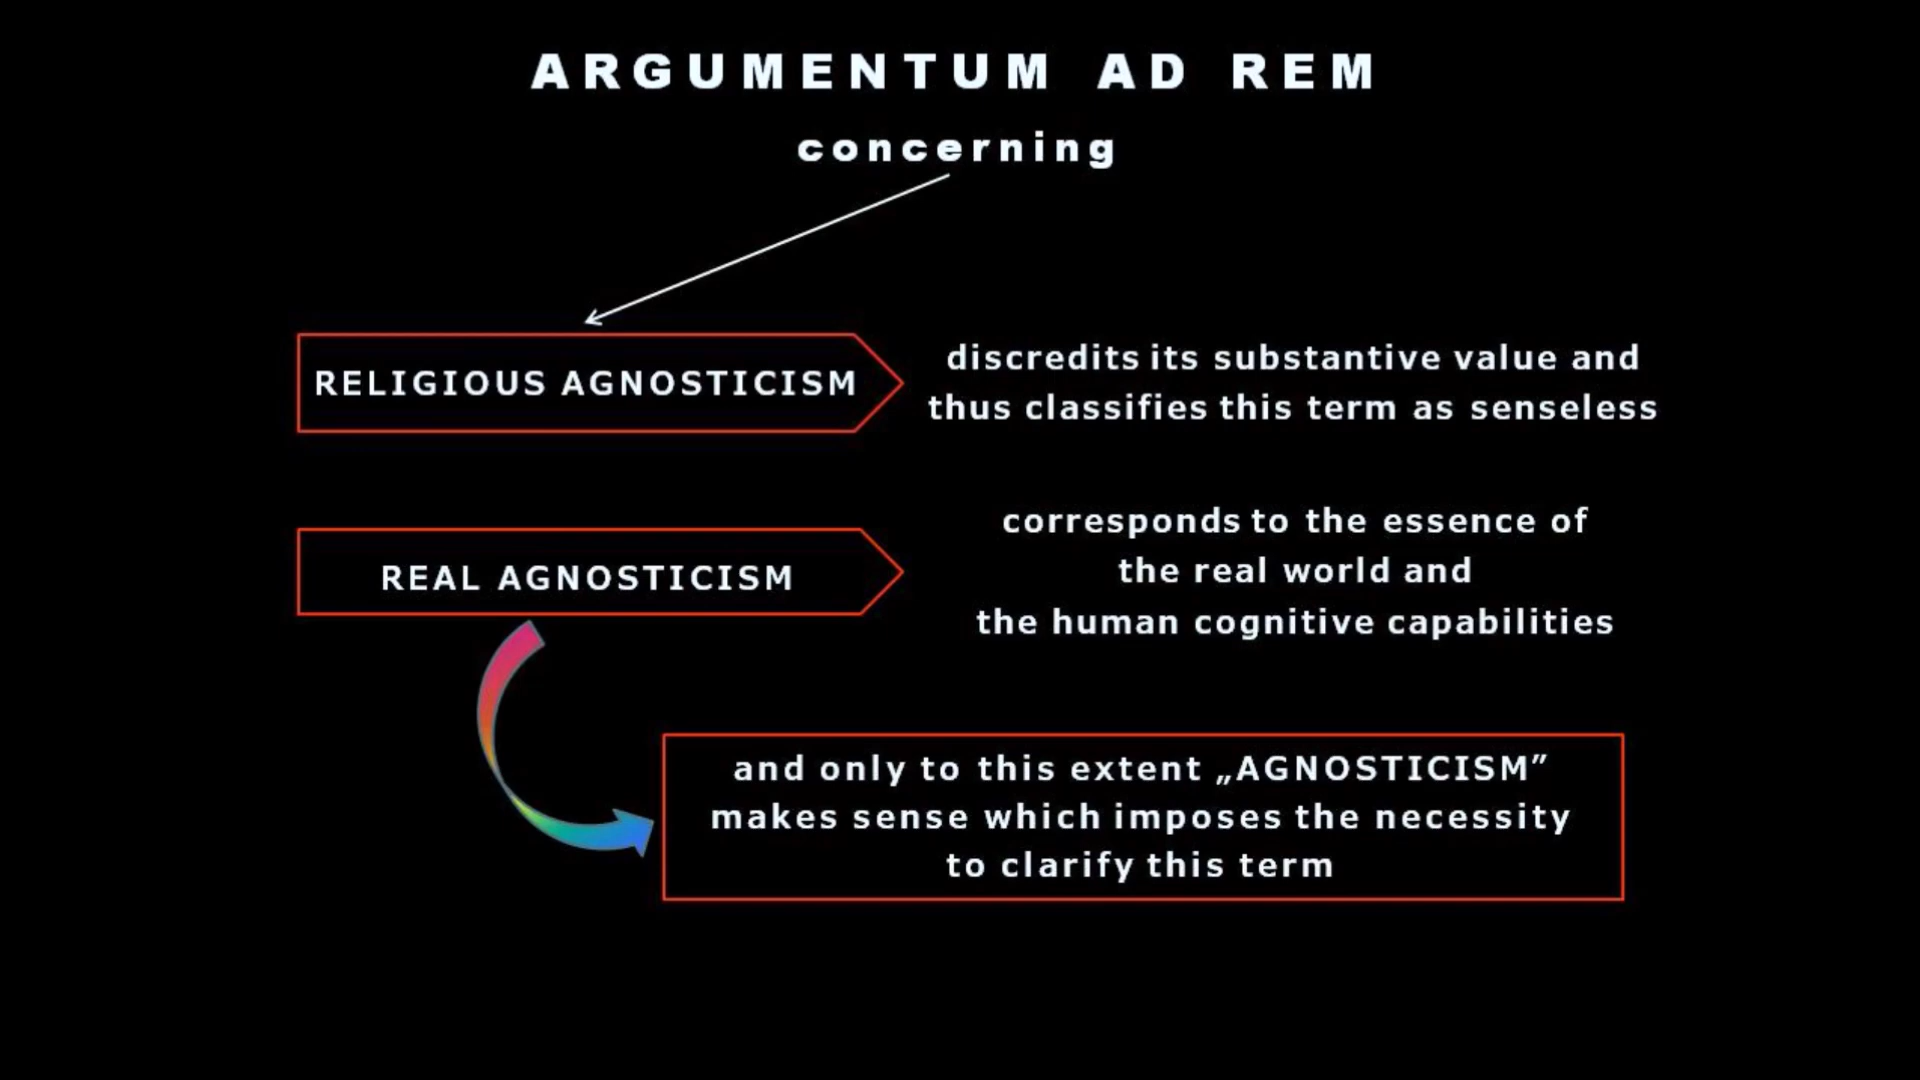 ARGUMENTUM AD REM
concerning
RELIGIOUS AGNOSTICISM
discredits its substantive value and
thus classifies this term as senseless
REAL AGNOSTICISM
corresponds to the essence of
the real world and
the human cognitive capabilities
and only to this extent „AGNOSTICISM”
makes sense which imposes the necessity
to clarify this term